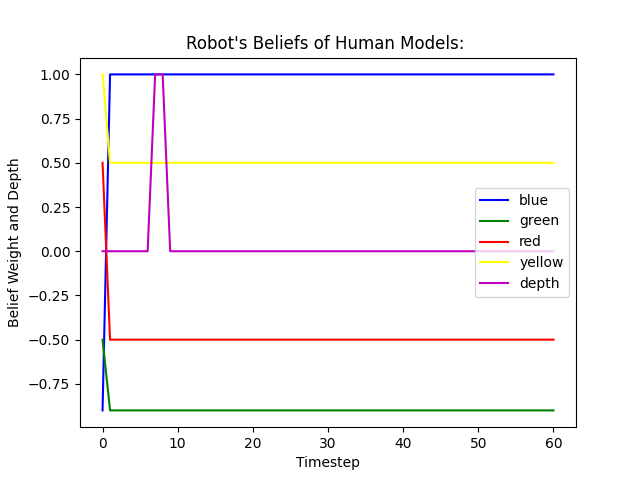 Robot's Beliefs of Human Models:
Belief Weight and Depth
1.00
0.75
0.50
0.25
0.00
−0.25
−0.50
−0.75
blue
green
red
yellow
depth
0 10 20 30 40 50 60
Timestep